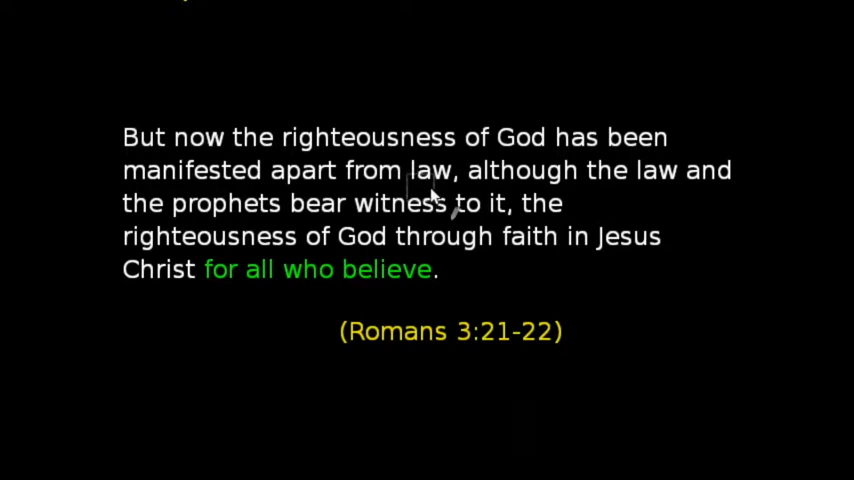 But now the righteousness of God has been
manifested apart from law, although the law and
the prophets bear witness to it, the
righteousness of God through faith in Jesus
Christ for all who believe.
(Romans 3:21-22)